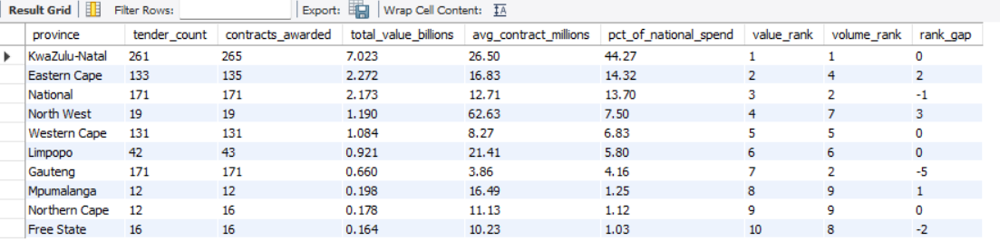 Result Grid Filter Rows: Export: Wrap Cell Content: IA
province tender_count contracts_awarded total_value_billions avg_contract_millions pct_of_national_spend value_rank volume_rank rank_gap
KwaZulu-Natal 261 265 7.023 26.50 44.27 1 1 0
Eastern Cape 133 135 2.272 16.83 14.32 2 4 2
National 171 171 2.173 12.71 13.70 3 2 -1
North West 19 19 1.190 62.63 7.50 4 7 3
Western Cape 131 131 1.084 8.27 6.83 5 5 0
Limpopo 42 43 0.921 21.41 5.80 6 6 0
Gauteng 171 171 0.660 3.86 4.16 7 2 -5
Mpumalanga 12 12 0.198 16.49 1.25 8 9 1
Northern Cape 12 16 0.178 11.13 1.12 9 9 0
Free State 16 16 0.164 10.23 1.03 10 8 -2